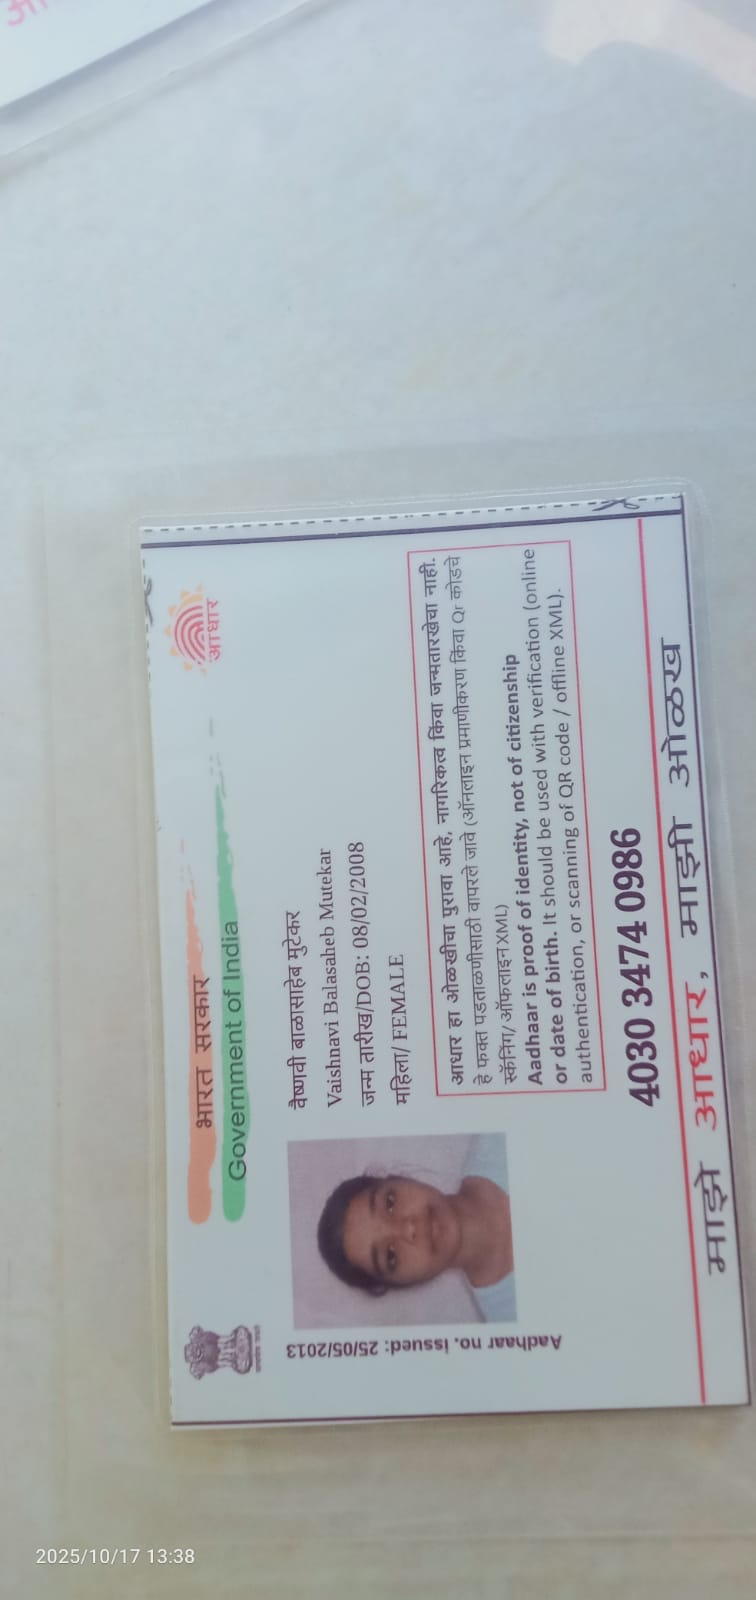 भारत सरकार
Government of India
आधार
वैष्णवी बाळासाहेब मुटेकर
Vaishnavi Balasaheb Mutekar
जन्म तारीख/DOB: 08/02/2008
महिला/ FEMALE
Aadhaar no. issued: 25/05/2013
आधार हा ओळखीचा पुरावा आहे, नागरिकत्व किंवा जन्मतारखेचा नाही.
हे फक्त पडताळणीसाठी वापरले जावे (ऑनलाइन प्रमाणीकरण किंवा Qr कोडचे
स्कॅनिंग/ ऑफलाइन XML)
Aadhaar is proof of identity, not of citizenship
or date of birth. It should be used with verification (online
authentication, or scanning of QR code / offline XML).
4030 3474 0986
माझे आधार, माझी ओळख
2025/10/17 13:38